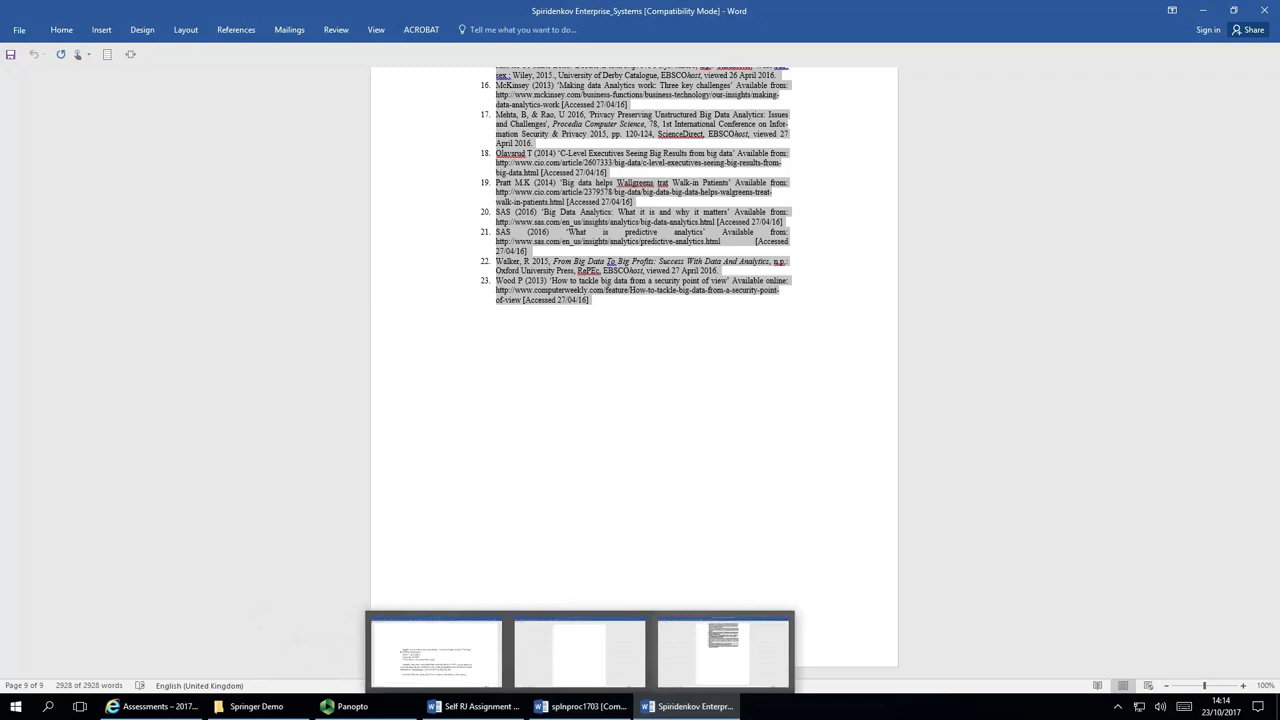 Spiridenkov Enterprise_Systems [Compatibility Mode] - Word
File Home Insert Design Layout References Mailings Review View ACROBAT Tell me what you want to do... Sign in Share
sex.: Wiley, 2015., University of Derby Catalogue, EBSCOhost, viewed 26 April 2016.
16. McKinsey (2013) 'Making data Analytics work: Three key challenges' Available from:
http://www.mckinsey.com/business-functions/business-technology/our-insights/making-
data-analytics-work [Accessed 27/04/16]
17. Mehta, B, & Rao, U 2016, 'Privacy Preserving Unstructured Big Data Analytics: Issues
and Challenges', Procedia Computer Science, 78, 1st International Conference on Infor-
mation Security & Privacy 2015, pp. 120-124, ScienceDirect, EBSCOhost, viewed 27
April 2016.
18. Olavsrud T (2014) 'C-Level Executives Seeing Big Results from big data' Available from:
http://www.cio.com/article/2607333/big-data/c-level-executives-seeing-big-results-from-
big-data.html [Accessed 27/04/16]
19. Pratt M.K (2014) 'Big data helps Wallgreens trat Walk-in Patients' Available from:
http://www.cio.com/article/2379578/big-data/big-data-big-data-helps-walgreens-treat-
walk-in-patients.html [Accessed 27/04/16]
20. SAS (2016) 'Big Data Analytics: What it is and why it matters' Available from:
http://www.sas.com/en_us/insights/analytics/big-data-analytics.html [Accessed 27/04/16]
21. SAS (2016) 'What is predictive analytics' Available from:
http://www.sas.com/en_us/insights/analytics/predictive-analytics.html [Accessed
27/04/16]
22. Walker, R 2015, From Big Data To Big Profits: Success With Data And Analytics, n.p.:
Oxford University Press, RePEc, EBSCOhost, viewed 27 April 2016.
23. Wood P (2013) 'How to tackle big data from a security point of view' Available online:
http://www.computerweekly.com/feature/How-to-tackle-big-data-from-a-security-point-
of-view [Accessed 27/04/16]
Page 9 of 9 2928 of 2928 words English (United Kingdom) 100%
Assessments – 2017... Springer Demo Panopto Self RJ Assignment ... splnproc1703 [Com... Spiridenkov Enterpr...
14:14
23/10/2017